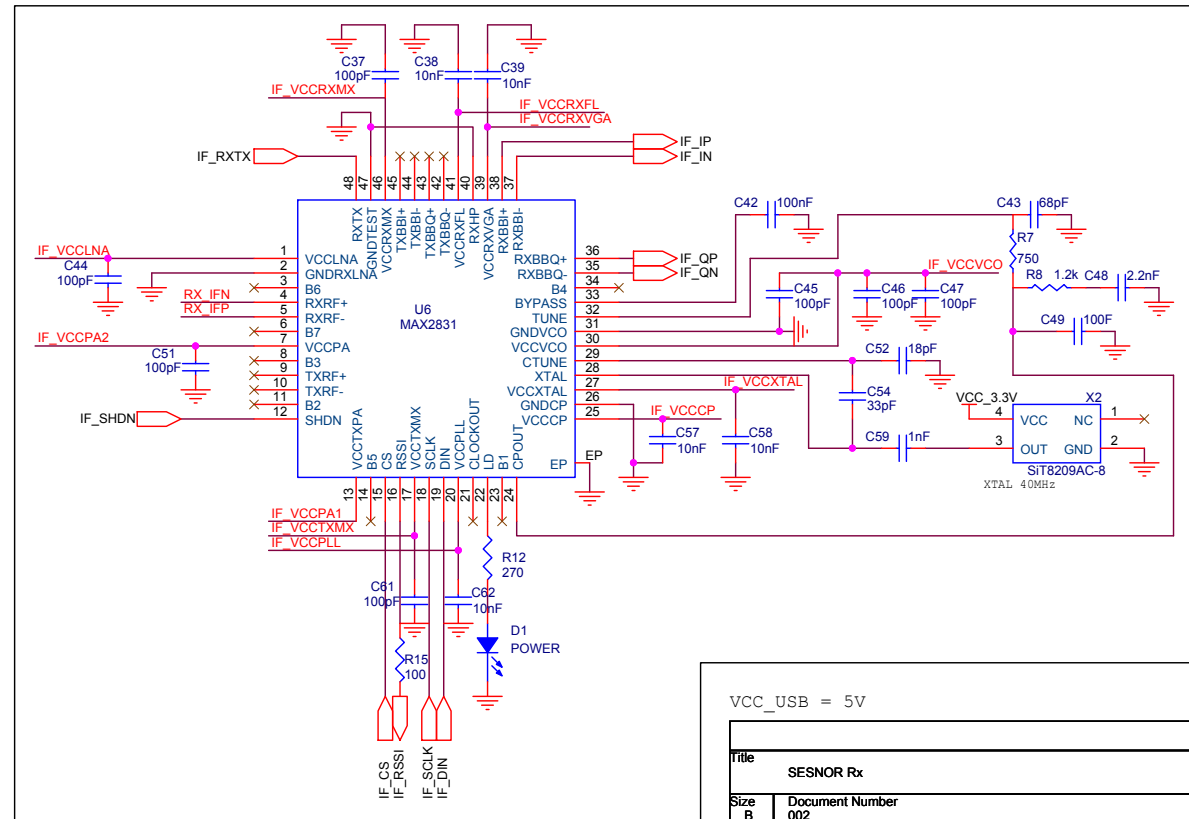 C37
100pF
C38
10nF
C39
10nF
IF_VCCRXMX
IF_VCCRXFL
IF_VCCRXVGA
IF_RXTX
IF_IP
IF_IN
48
47
46
45
44
43
42
41
40
39
38
37
RXTX
GNDTEST
VCCRXMX
TXBBI+
TXBBI-
TXBBQ+
TXBBQ-
VCCRXFL
RXHP
VCCRXVGA
RXBBI+
RXBBI-
C42
100nF
C43
68pF
R7
750
IF_VCCLNA
C44
100pF
RX_IFN
RX_IFP
IF_VCCPA2
C51
100pF
IF_SHDN
1
2
3
4
5
6
7
8
9
10
11
12
VCCLNA
GNDRXLNA
B6
RXRF+
RXRF-
B7
VCCPA
B3
TXRF+
TXRF-
B2
SHDN
U6
MAX2831
RXBBQ+
RXBBQ-
B4
BYPASS
TUNE
GNDVCO
VCCVCO
CTUNE
XTAL
VCCXTAL
GNDCP
VCCCP
EP
36
35
34
33
32
31
30
29
28
27
26
25
EP
IF_QP
IF_QN
IF_VCCVCO
R8 1.2k
C48
2.2nF
C45
100pF
C46
100pF
C47
100pF
C49
100F
C52
18pF
C54
33pF
IF_VCCXTAL
IF_VCCCP
C57
10nF
C58
10nF
C59
1nF
VCC_3.3V
X2
4
VCC
NC
1
3
OUT
GND
2
SiT8209AC-8
XTAL 40MHz
VCCTXPA
B5
CS
RSSI
VCCTXMX
SCLK
DIN
VCCPLL
CLOCKOUT
LD
B1
CPOUT
13
14
15
16
17
18
19
20
21
22
23
24
IF_VCCPA1
IF_VCCTXMX
IF_VCCPLL
R12
270
C61
100pF
C62
10nF
D1
POWER
R15
100
IF_CS
IF_RSSI
IF_SCLK
IF_DIN
VCC_USB = 5V
Title
SESNOR Rx
Size
B
Document Number
002